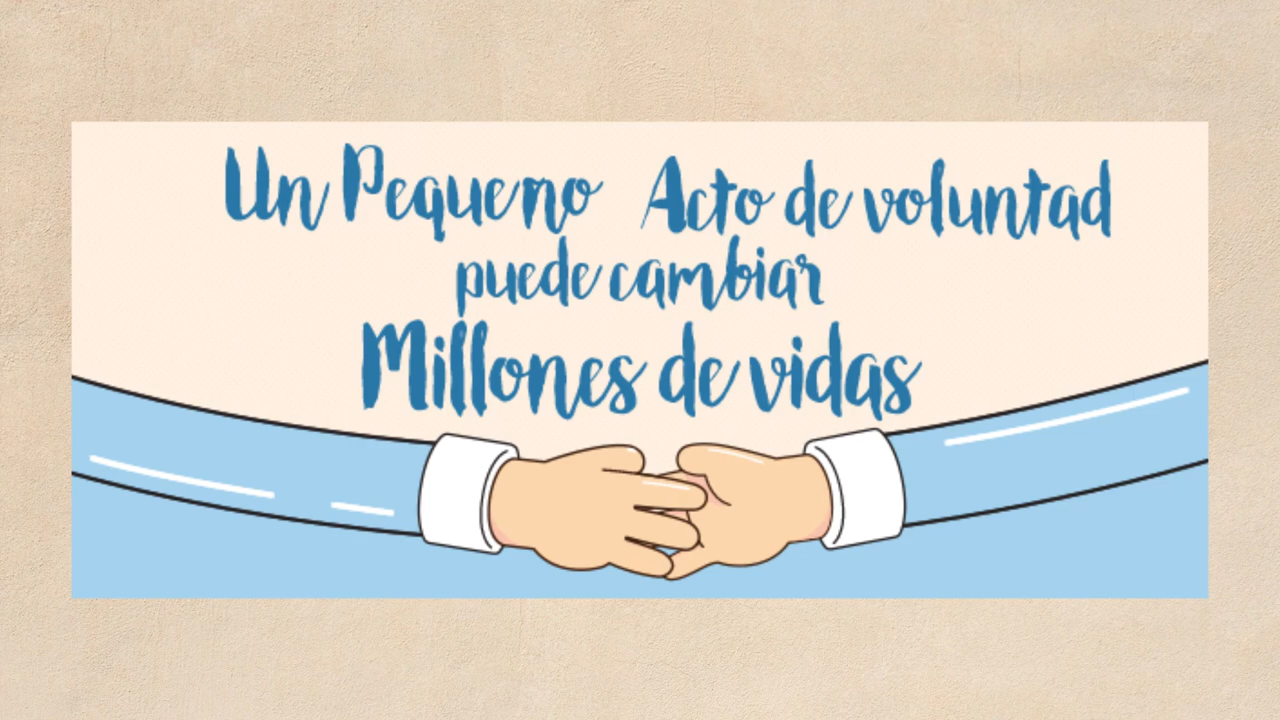 Un Pequeno Acto de voluntad
puede cambiar
Millones de vidas